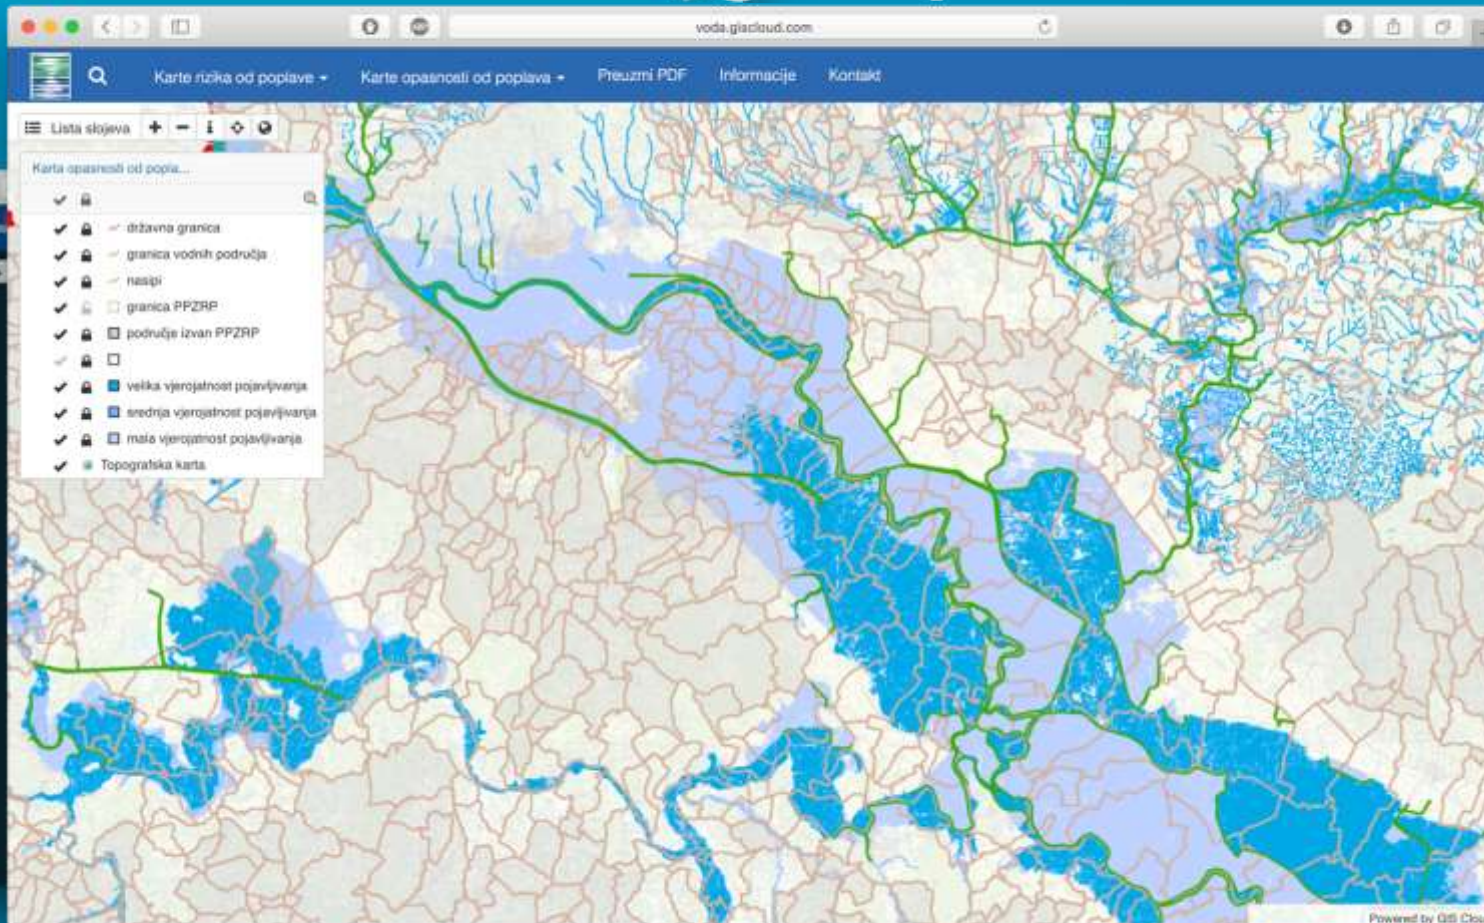 voda.giscloud.com
Karte rizika od poplave
Karte opasnosti od poplava
Preuzmi PDF
Informacije
Kontakt
Lista slojeva
Karta opasnosti od popla...
državna granica
granica vodnih područja
nasipi
granica PPZRP
područje izvan PPZRP
velika vjerojatnost pojavljivanja
srednja vjerojatnost pojavljivanja
mala vjerojatnost pojavljivanja
Topografska karta
Powered by GIS Clo